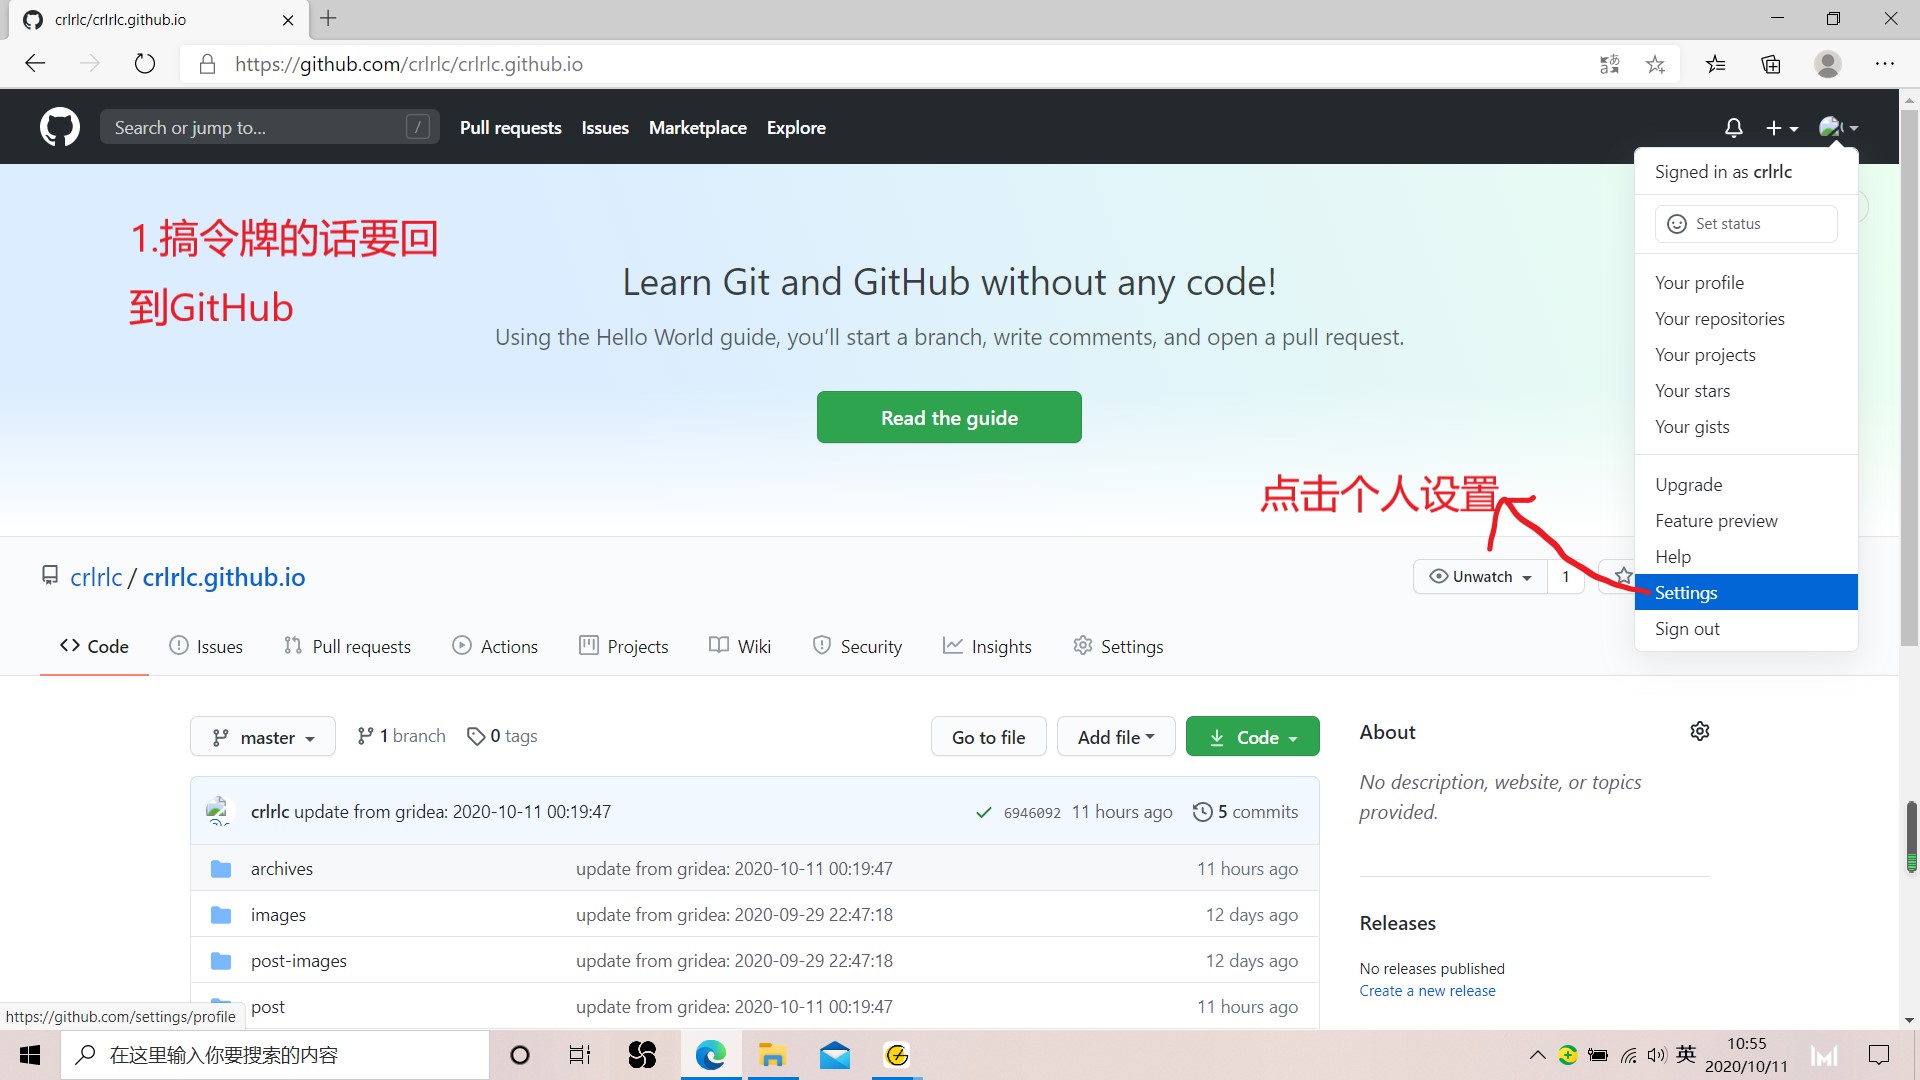 crlrlc/crlrlc.github.io
https://github.com/crlrlc/crlrlc.github.io
Search or jump to...
/
Pull requests
Issues
Marketplace
Explore
Signed in as crlrlc
Set status
Your profile
Your repositories
Your projects
Your stars
Your gists
Upgrade
Feature preview
Help
Settings
Sign out
1.搞令牌的话要回
到GitHub
Learn Git and GitHub without any code!
Using the Hello World guide, you’ll start a branch, write comments, and open a pull request.
Read the guide
点击个人设置
crlrlc / crlrlc.github.io
Unwatch
1
Code
Issues
Pull requests
Actions
Projects
Wiki
Security
Insights
Settings
master
1 branch
0 tags
Go to file
Add file
Code
crlrlc update from gridea: 2020-10-11 00:19:47
6946092
11 hours ago
5 commits
archives
update from gridea: 2020-10-11 00:19:47
11 hours ago
images
update from gridea: 2020-09-29 22:47:18
12 days ago
post-images
update from gridea: 2020-09-29 22:47:18
12 days ago
post
update from gridea: 2020-10-11 00:19:47
11 hours ago
About
No description, website, or topics
provided.
Releases
No releases published
Create a new release
https://github.com/settings/profile
在这里输入你要搜索的内容
英
10:55
2020/10/11